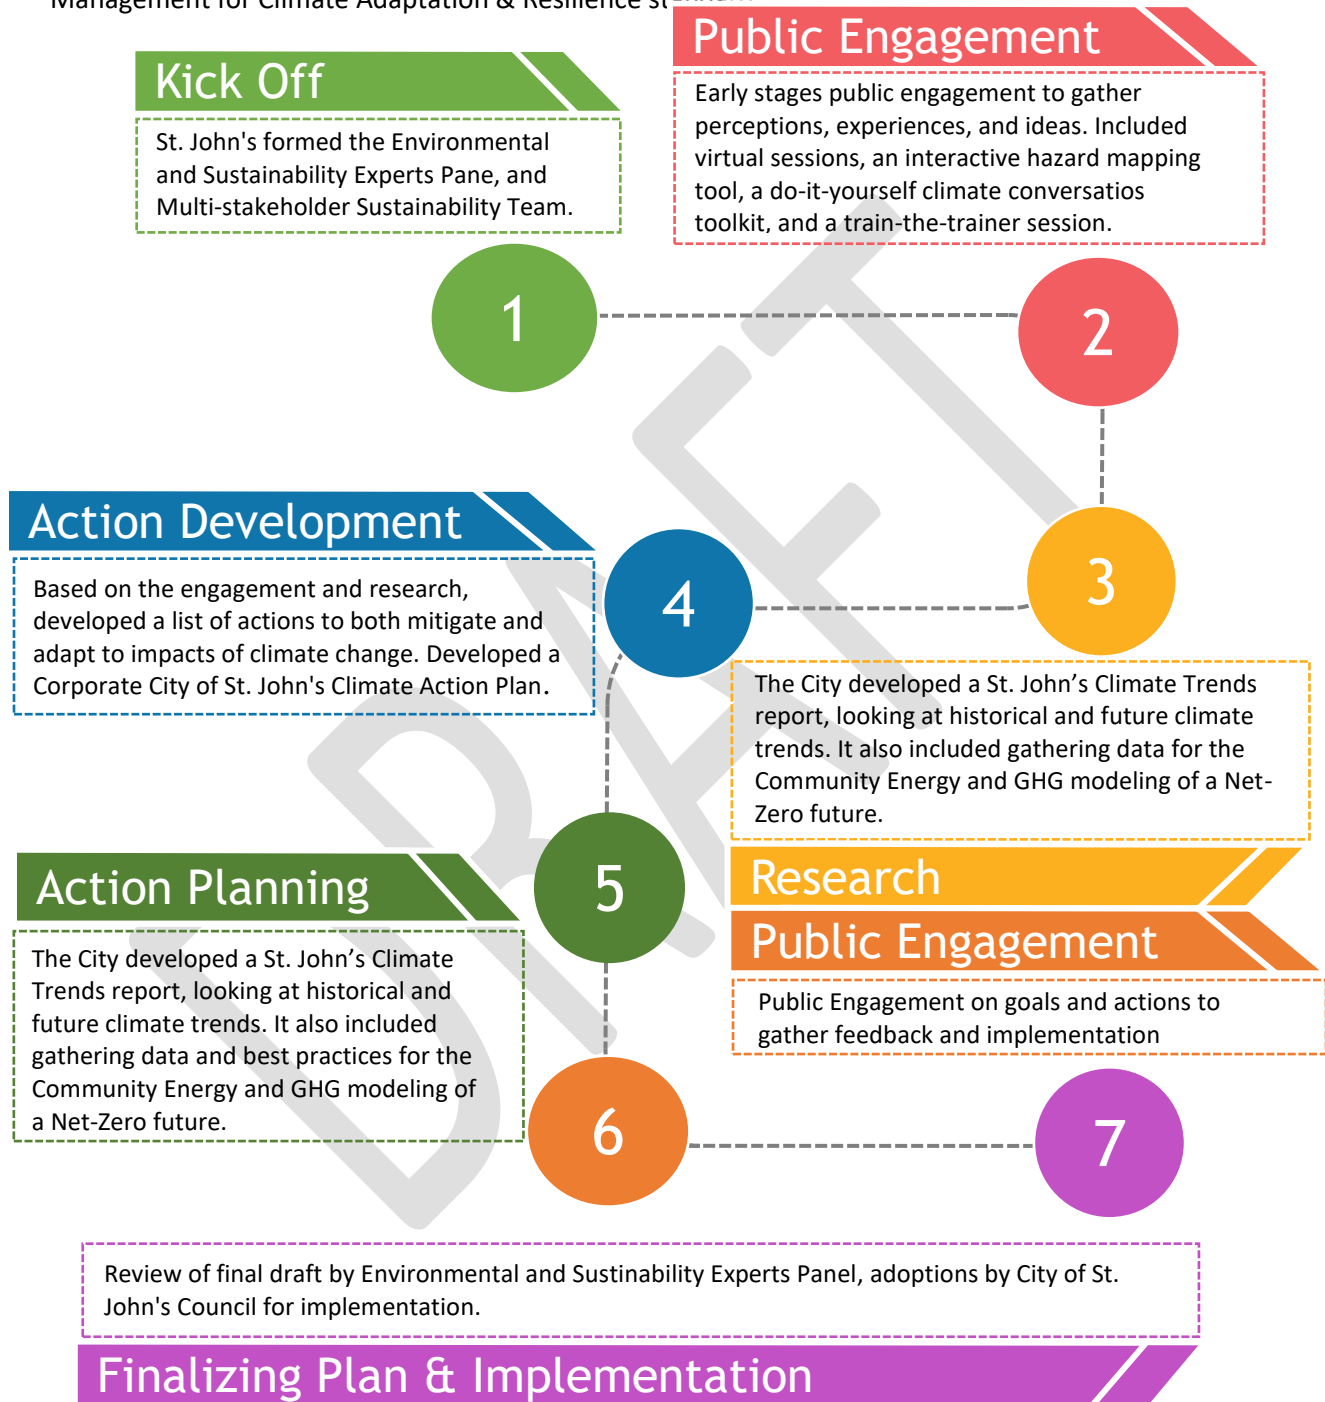 Management for Climate Adaptation & Resilience
Kick Off
St. John's formed the Environmental
and Sustainability Experts Pane, and
Multi-stakeholder Sustainability Team.
Public Engagement
Early stages public engagement to gather
perceptions, experiences, and ideas. Included
virtual sessions, an interactive hazard mapping
tool, a do-it-yourself climate conversatios
toolkit, and a train-the-trainer session.
1
2
Action Development
Based on the engagement and research,
developed a list of actions to both mitigate and
adapt to impacts of climate change. Developed a
Corporate City of St. John's Climate Action Plan.
4
3
The City developed a St. John’s Climate Trends
report, looking at historical and future climate
trends. It also included gathering data for the
Community Energy and GHG modeling of a Net-
Zero future.
Research
Action Planning
The City developed a St. John’s Climate
Trends report, looking at historical and
future climate trends. It also included
gathering data and best practices for the
Community Energy and GHG modeling of
a Net-Zero future.
5
Public Engagement
Public Engagement on goals and actions to
gather feedback and implementation
6
7
Review of final draft by Environmental and Sustinability Experts Panel, adoptions by City of St.
John's Council for implementation.
Finalizing Plan & Implementation
DRAFT